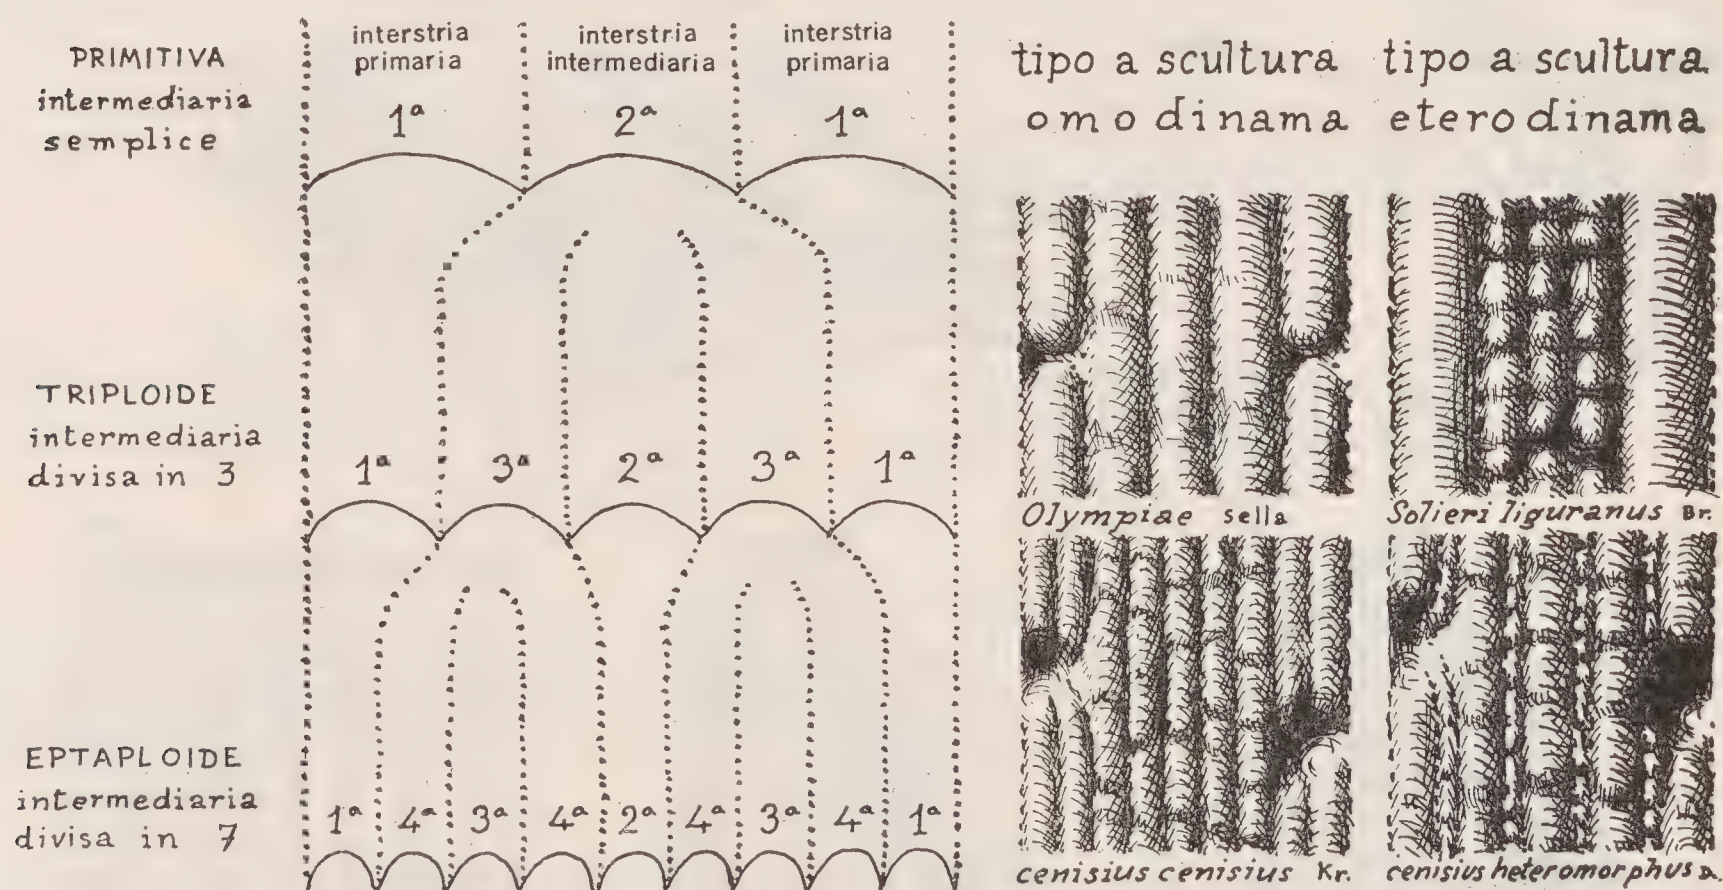 PRIMITIVA
intermediaria
semplice
interstria
primaria
interstria
intermediaria
interstria
primaria
1ª 2ª 1ª
tipo a scultura
omodinama
tipo a scultura
eterodinama
TRIPLOIDE
intermediaria
divisa in 3
1ª 3ª 2ª 3ª 1ª
Olympiae sella
Solieri liguranus Br.
EPTAPLOIDE
intermediaria
divisa in 7
1ª 4ª 3ª 4ª 2ª 4ª 3ª 4ª 1ª
cenisius cenisius Kr.
cenisius heteromorphus D.